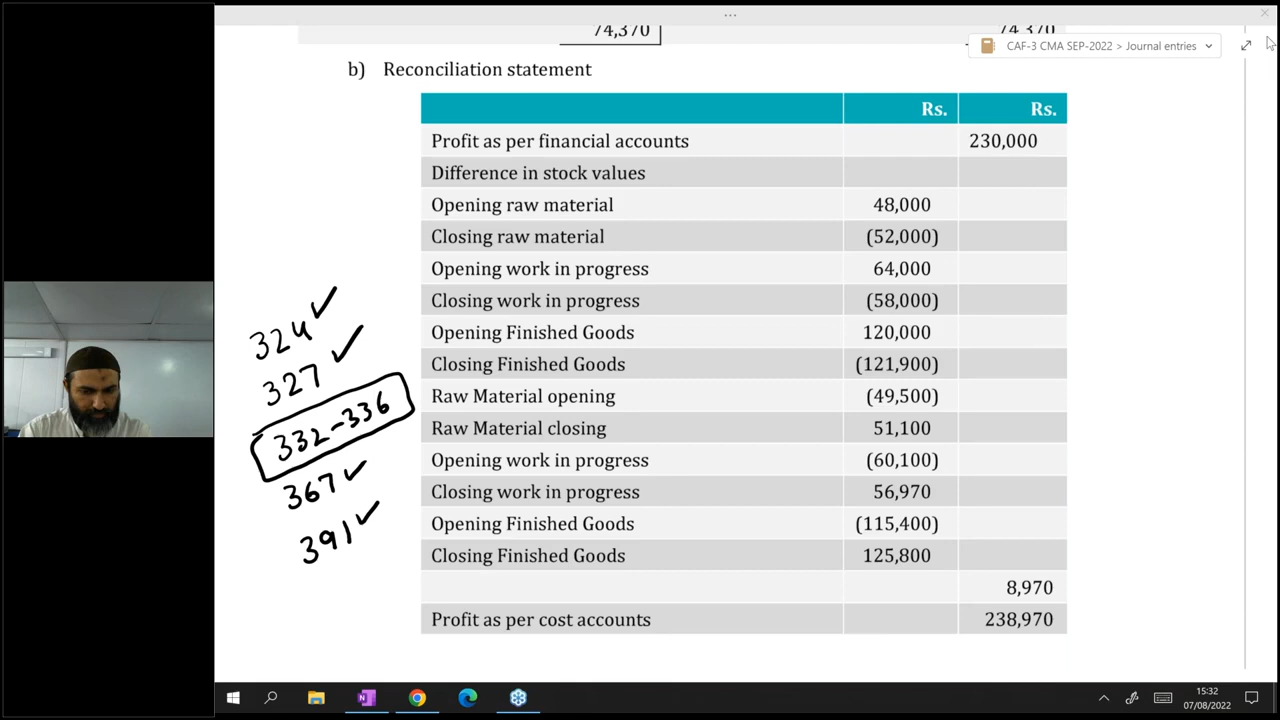 74,370 74,370
CAF-3 CMA SEP-2022 > Journal entries
b) Reconciliation statement
Rs. Rs.
Profit as per financial accounts 230,000
Difference in stock values
Opening raw material 48,000
Closing raw material (52,000)
Opening work in progress 64,000
Closing work in progress (58,000)
Opening Finished Goods 120,000
Closing Finished Goods (121,900)
Raw Material opening (49,500)
Raw Material closing 51,100
Opening work in progress (60,100)
Closing work in progress 56,970
Opening Finished Goods (115,400)
Closing Finished Goods 125,800
8,970
Profit as per cost accounts 238,970
324
327
332-336
367
391
15:32
07/08/2022